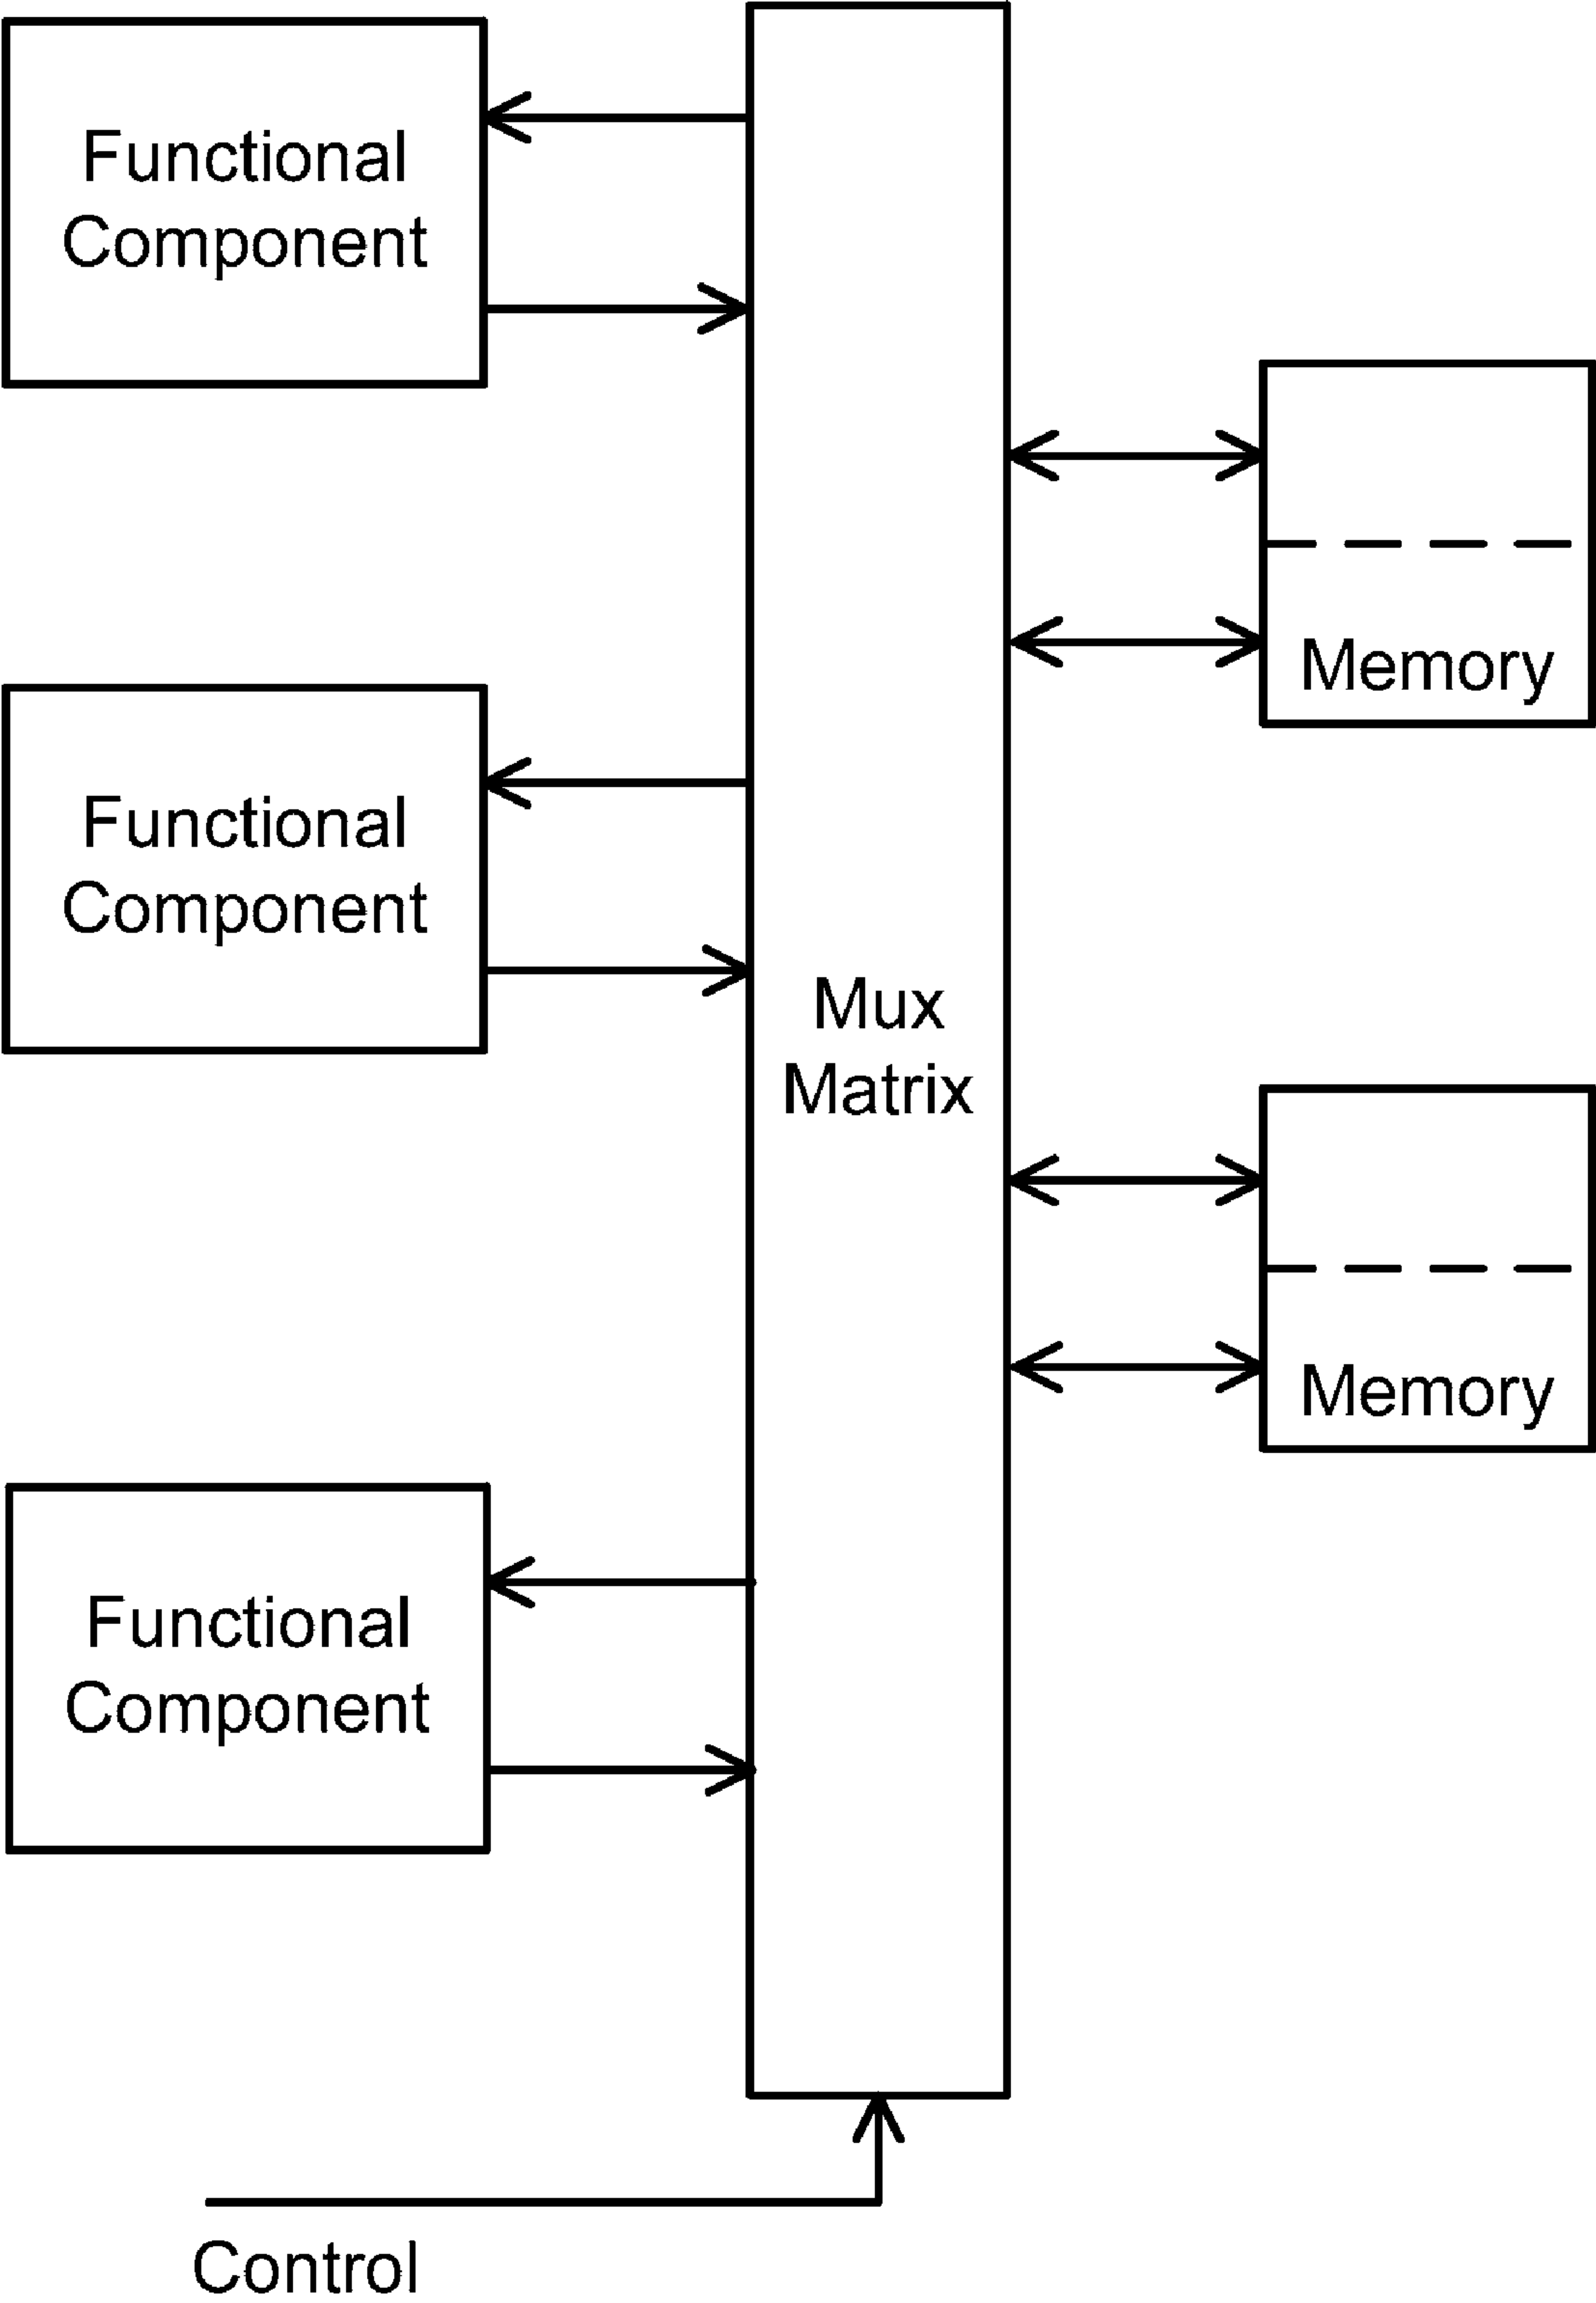 Functional
Component
Memory
Functional
Component
Mux
Matrix
Memory
Functional
Component
Control